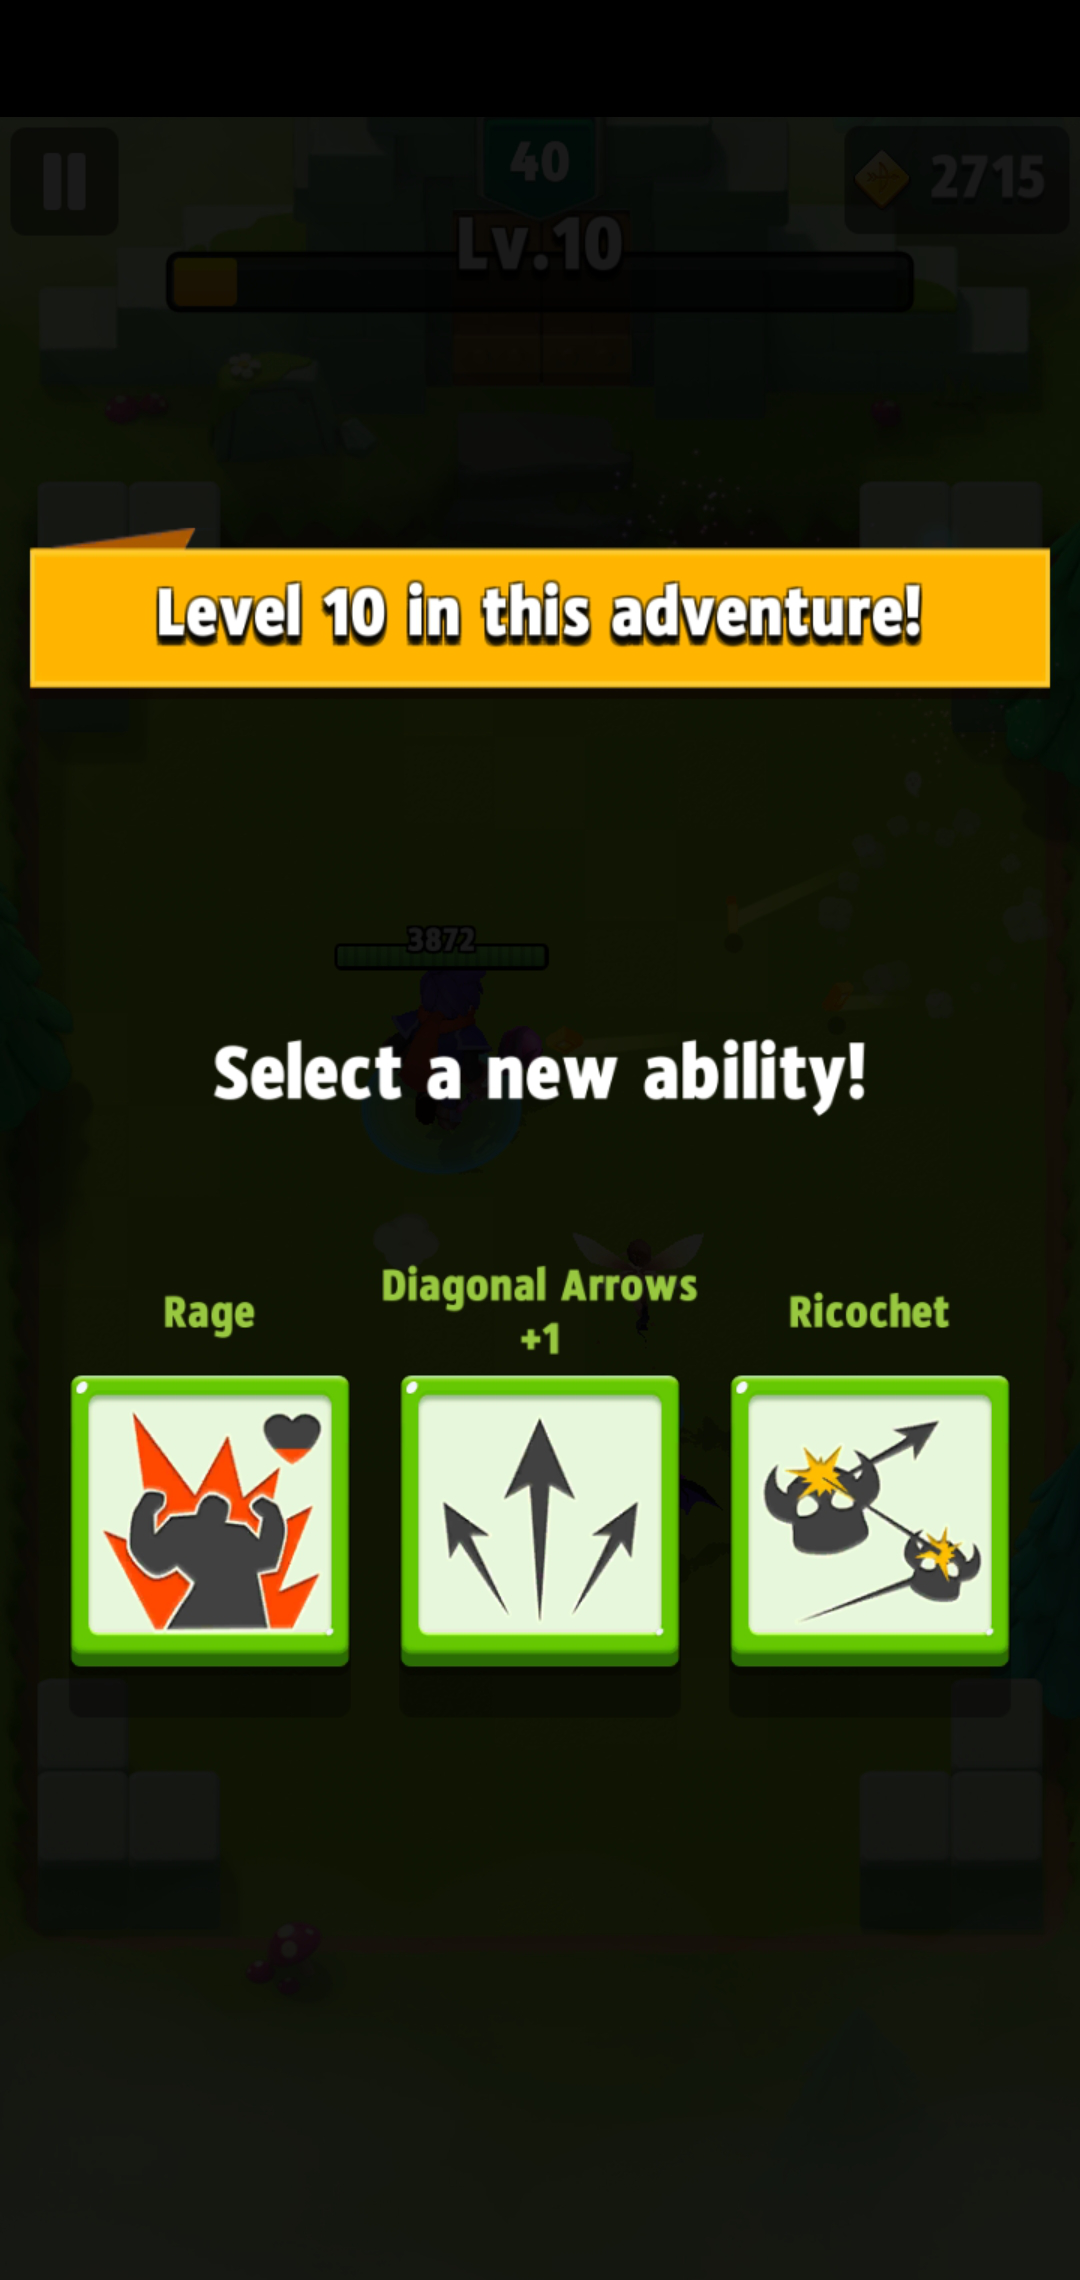 40
2715
Lv.10
Level 10 in this adventure!
3872
Select a new ability!
Rage
Diagonal Arrows
+1
Ricochet